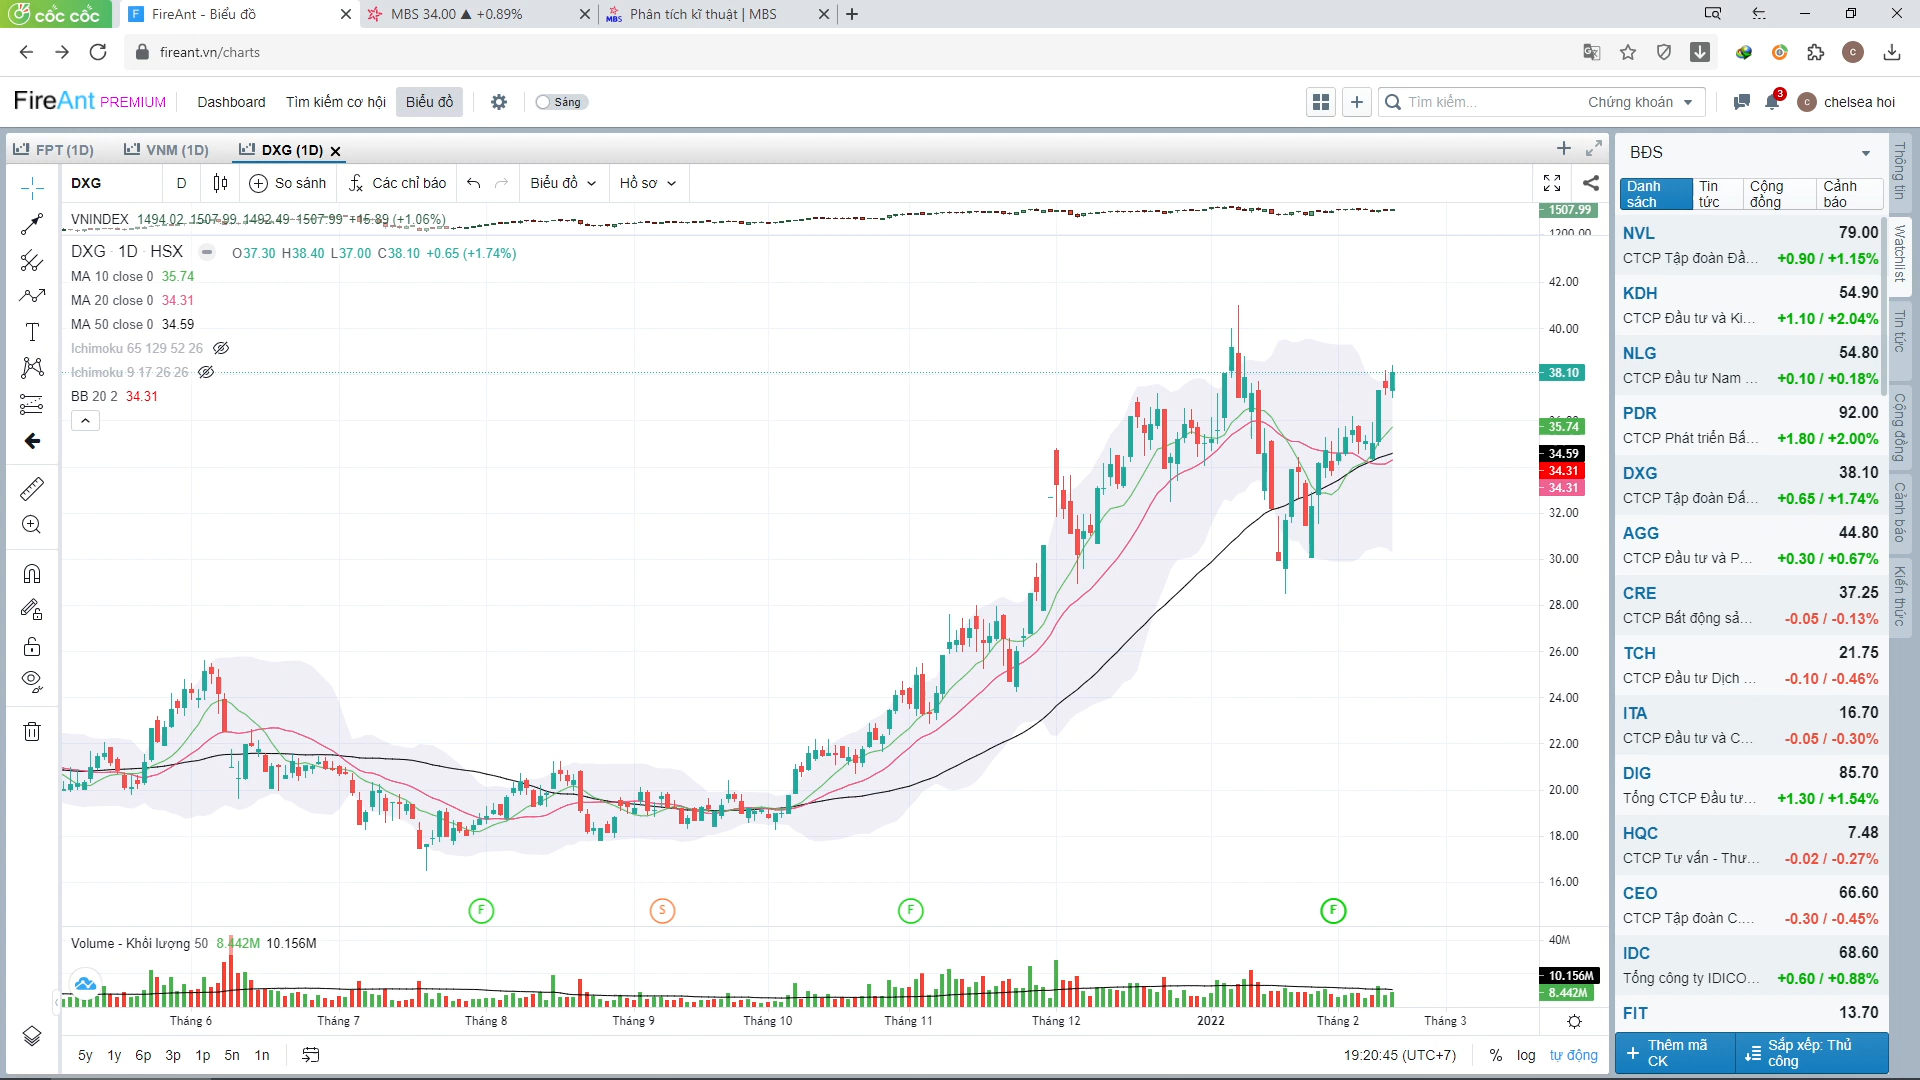 cốc cốc
FireAnt - Biểu đồ
MBS 34.00 ▲ +0.89%
MBS
Phân tích kĩ thuật | MBS
fireant.vn/charts
FireAnt PREMIUM
Dashboard
Tìm kiếm cơ hội
Biểu đồ
Sáng
Tìm kiếm...
Chứng khoán
3
chelsea hoi
FPT (1D)
VNM (1D)
DXG (1D)
DXG
D
So sánh
Các chỉ báo
Biểu đồ
Hồ sơ
VNINDEX 1494.02 1507.99 1492.49 1507.99 +15.89 (+1.06%)
DXG · 1D · HSX
O37.30 H38.40 L37.00 C38.10 +0.65 (+1.74%)
MA 10 close 0 35.74
MA 20 close 0 34.31
MA 50 close 0 34.59
Ichimoku 65 129 52 26
Ichimoku 9 17 26 26
BB 20 2 34.31
1507.99
1200.00
42.00
40.00
38.10
35.74
34.59
34.31
34.31
32.00
30.00
28.00
26.00
24.00
22.00
20.00
18.00
16.00
F
S
F
F
Volume - Khối lượng 50 8.442M 10.156M
40M
10.156M
8.442M
Tháng 6
Tháng 7
Tháng 8
Tháng 9
Tháng 10
Tháng 11
Tháng 12
2022
Tháng 2
Tháng 3
5y 1y 6p 3p 1p 5n 1n
19:20:45 (UTC+7)
% log tự động
BĐS
Danh sách
Tin tức
Cộng đồng
Cảnh báo
NVL 79.00
CTCP Tập đoàn Đầ... +0.90 / +1.15%
KDH 54.90
CTCP Đầu tư và Ki... +1.10 / +2.04%
NLG 54.80
CTCP Đầu tư Nam ... +0.10 / +0.18%
PDR 92.00
CTCP Phát triển Bấ... +1.80 / +2.00%
DXG 38.10
CTCP Tập đoàn Đấ... +0.65 / +1.74%
AGG 44.80
CTCP Đầu tư và P... +0.30 / +0.67%
CRE 37.25
CTCP Bất động sả... -0.05 / -0.13%
TCH 21.75
CTCP Đầu tư Dịch ... -0.10 / -0.46%
ITA 16.70
CTCP Đầu tư và C... -0.05 / -0.30%
DIG 85.70
Tổng CTCP Đầu tư... +1.30 / +1.54%
HQC 7.48
CTCP Tư vấn - Thư... -0.02 / -0.27%
CEO 66.60
CTCP Tập đoàn C.... -0.30 / -0.45%
IDC 68.60
Tổng công ty IDICO... +0.60 / +0.88%
FIT 13.70
Thêm mã CK
Sắp xếp: Thủ công
Thông tin
Watchlist
Tin tức
Cộng đồng
Cảnh báo
Kiến thức